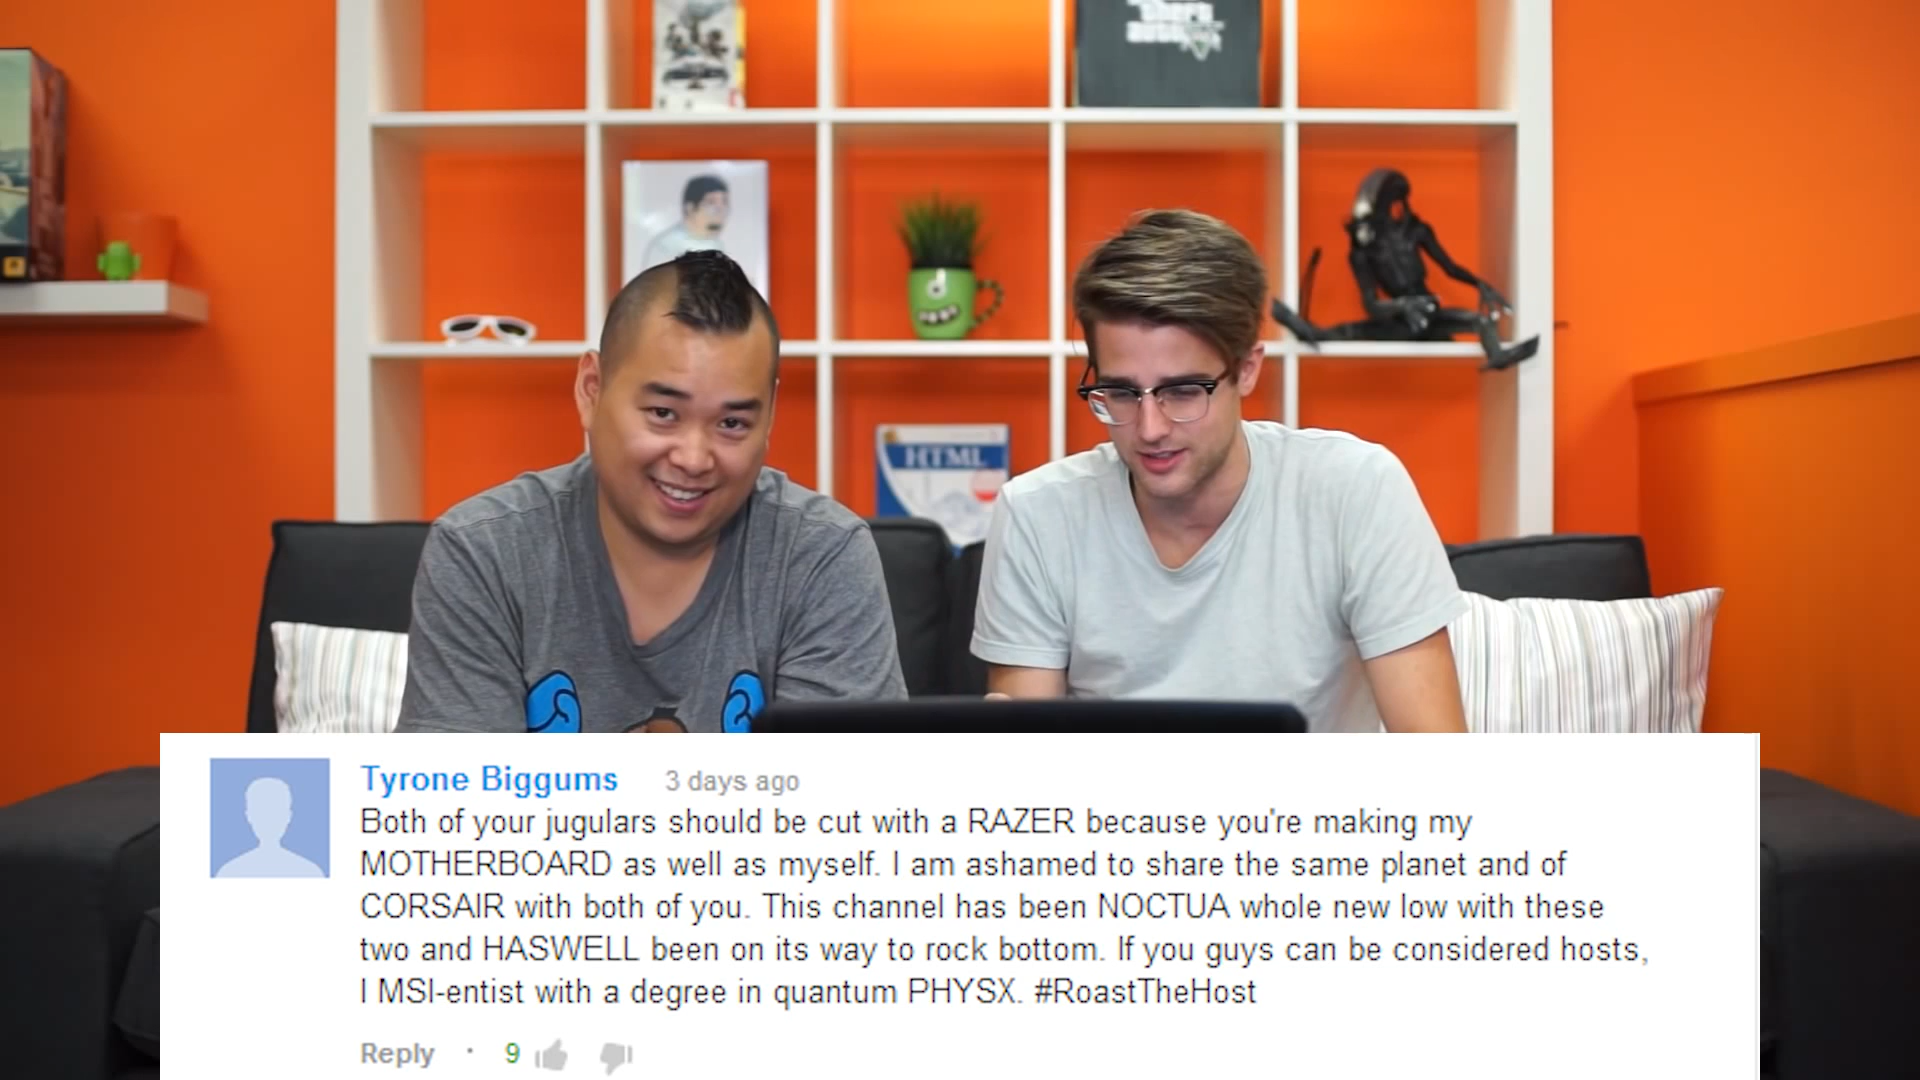 theft
auto V
HTML
Tyrone Biggums 3 days ago
Both of your jugulars should be cut with a RAZER because you're making my
MOTHERBOARD as well as myself. I am ashamed to share the same planet and of
CORSAIR with both of you. This channel has been NOCTUA whole new low with these
two and HASWELL been on its way to rock bottom. If you guys can be considered hosts,
I MSI-entist with a degree in quantum PHYSX. #RoastTheHost
Reply · 9